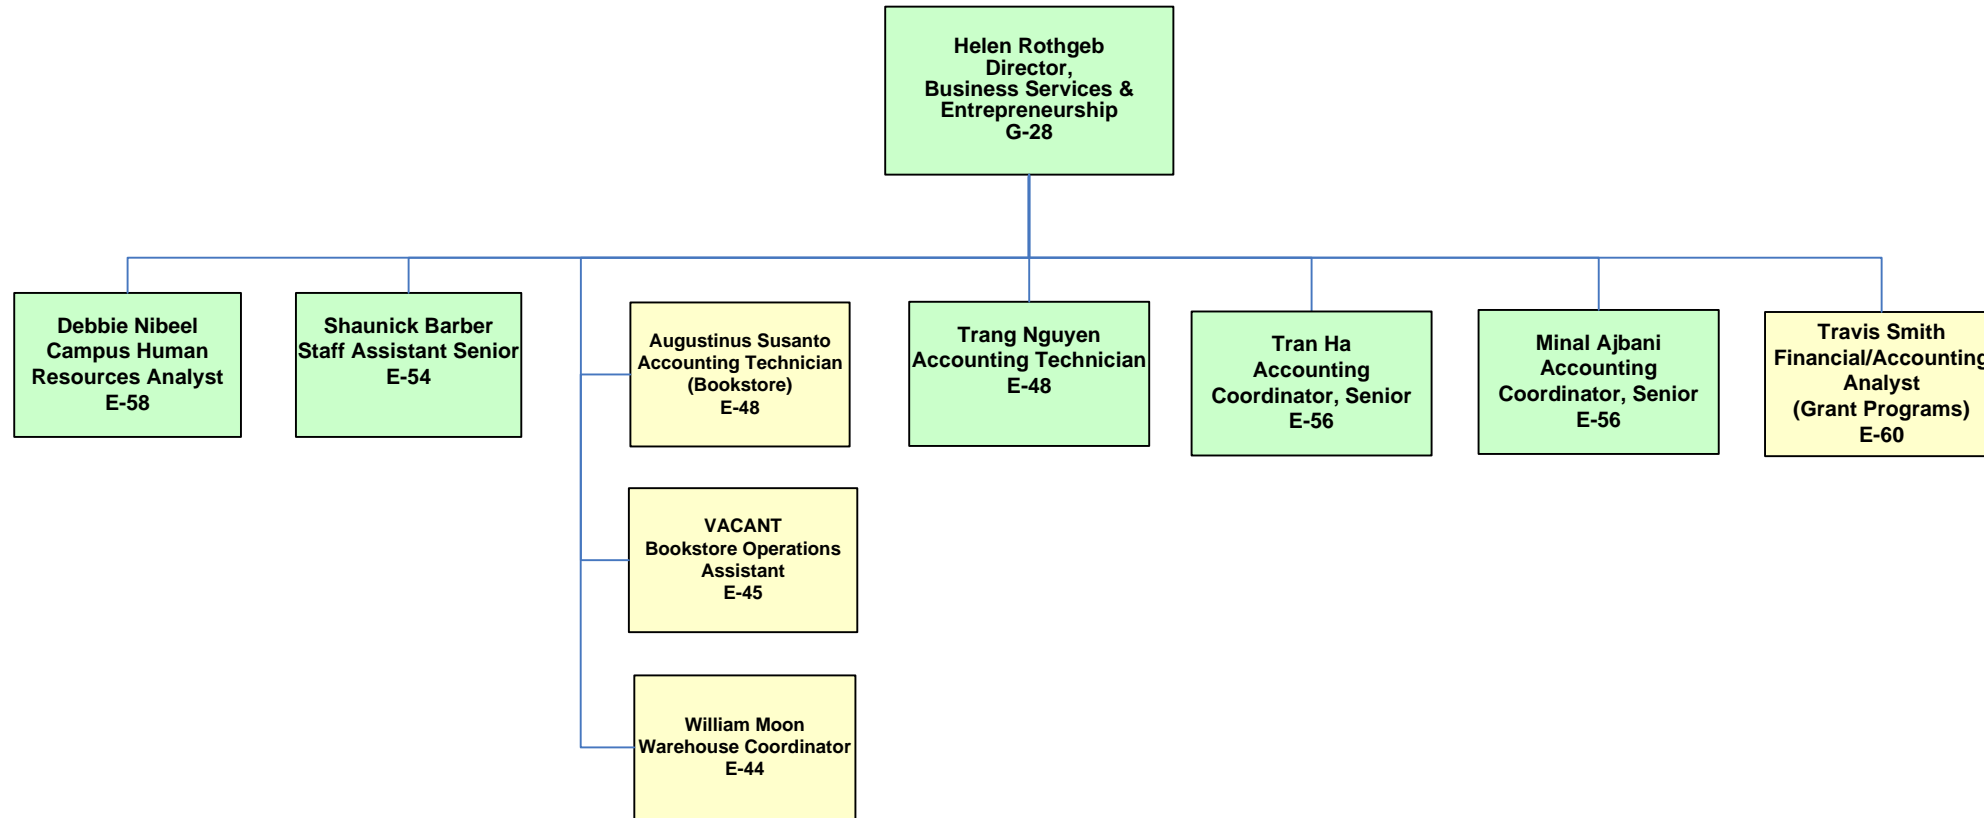 Helen Rothgeb
Director,
Business Services &
Entrepreneurship
G-28
Debbie Nibeel
Campus Human
Resources Analyst
E-58
Shaunick Barber
Staff Assistant Senior
E-54
Augustinus Susanto
Accounting Technician
(Bookstore)
E-48
VACANT
Bookstore Operations
Assistant
E-45
William Moon
Warehouse Coordinator
E-44
Trang Nguyen
Accounting Technician
E-48
Tran Ha
Accounting
Coordinator, Senior
E-56
Minal Ajbani
Accounting
Coordinator, Senior
E-56
Travis Smith
Financial/Accounting
Analyst
(Grant Programs)
E-60